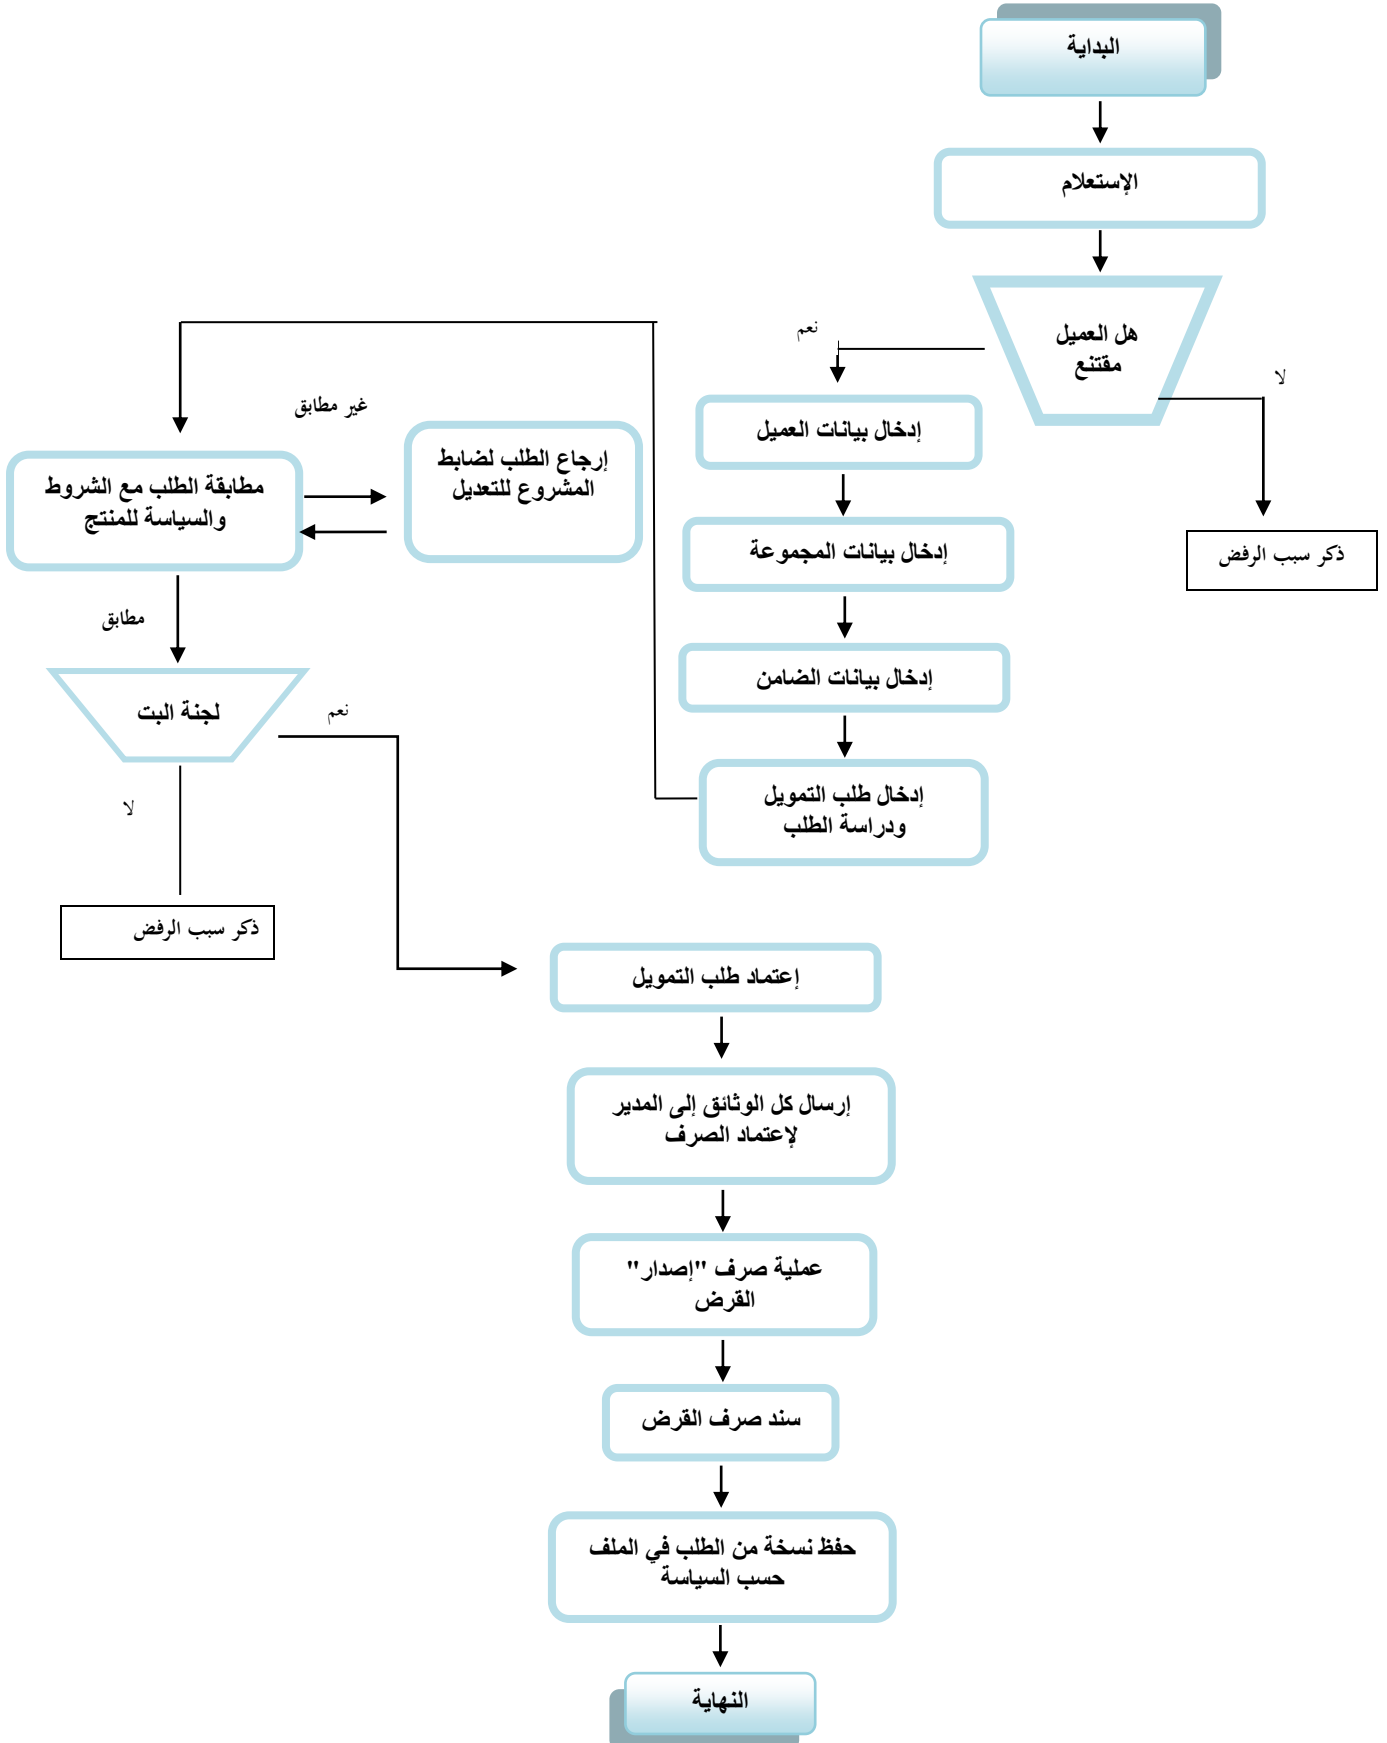 البداية
الإستعلام
هل العميل
مقتنع
نعم
لا
ذكر سبب الرفض
إدخال بيانات العميل
إدخال بيانات المجموعة
إدخال بيانات الضامن
إدخال طلب التمويل
ودراسة الطلب
مطابقة الطلب مع الشروط
والسياسة للمنتج
غير مطابق
إرجاع الطلب لضابط
المشروع للتعديل
مطابق
لجنة البت
نعم
لا
ذكر سبب الرفض
إعتماد طلب التمويل
إرسال كل الوثائق إلى المدير
لإعتماد الصرف
عملية صرف "إصدار"
القرض
سند صرف القرض
حفظ نسخة من الطلب في الملف
حسب السياسة
النهاية